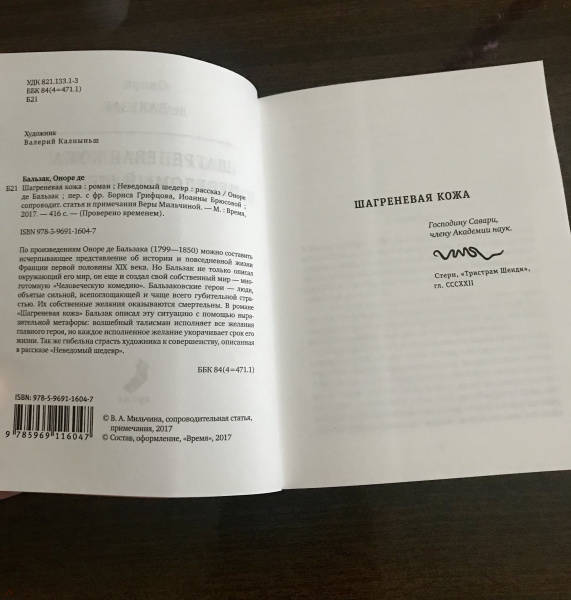 УДК 821.133.1-3
ББК 84(4=471.1)
Б21
Художник
Валерий Калныньш
Бальзак, Оноре де
Б21 Шагреневая кожа : роман ; Неведомый шедевр : рассказ / Оноре
де Бальзак ; пер. с фр. Бориса Грифцова, Иоанны Брюсовой ;
сопроводит. статья и примечания Веры Мильчиной. — М. : Время,
2017. — 416 с. — (Проверено временем).
ISBN 978-5-9691-1604-7
По произведениям Оноре де Бальзака (1799—1850) можно составить
исчерпывающее представление об истории и повседневной жизни
Франции первой половины XIX века. Но Бальзак не только описал
окружающий его мир, он еще и создал свой собственный мир — мно-
готомную «Человеческую комедию». Бальзаковские герои — люди,
объятые сильной, всепоглощающей и чаще всего губительной стра-
стью. Их собственные желания оказываются смертельны. В романе
«Шагреневая кожа» Бальзак описал эту ситуацию с помощью выра-
зительной метафоры: волшебный талисман исполняет все желания
главного героя, но каждое исполненное желание укорачивает срок его
жизни. Так же гибельна страсть художника к совершенству, описанная
в рассказе «Неведомый шедевр».
ББК 84(4=471.1)
ISBN: 978-5-9691-1604-7
9 785969 116047
© В. А. Мильчина, сопроводительная статья,
примечания, 2017
© Состав, оформление, «Время», 2017
ШАГРЕНЕВАЯ КОЖА
Господину Савари,
члену Академии наук.
Стерн, «Тристрам Шенди»,
гл. CCCXXII